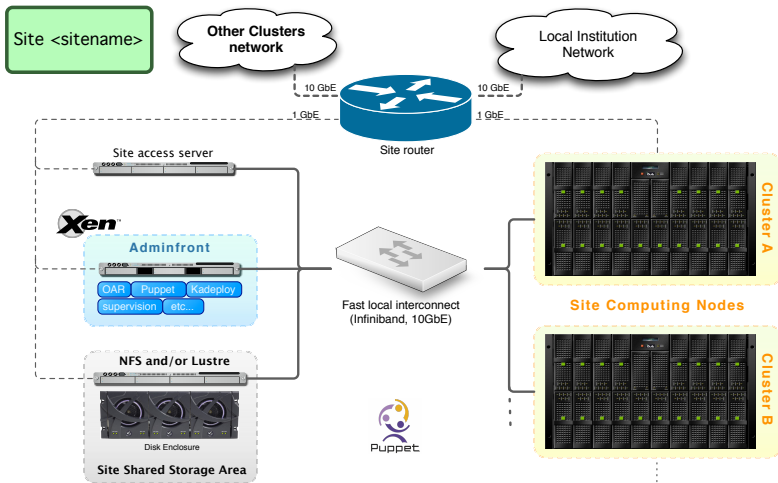 Site <sitename>
Other Clusters
network
Local Institution
Network
10 GbE
10 GbE
1 GbE
1 GbE
Site router
Site access server
Xen™
Adminfront
OAR
Puppet
Kadeploy
supervision
etc...
Fast local interconnect
(Infiniband, 10GbE)
Cluster A
Site Computing Nodes
Cluster B
NFS and/or Lustre
Disk Enclosure
Site Shared Storage Area
Puppet